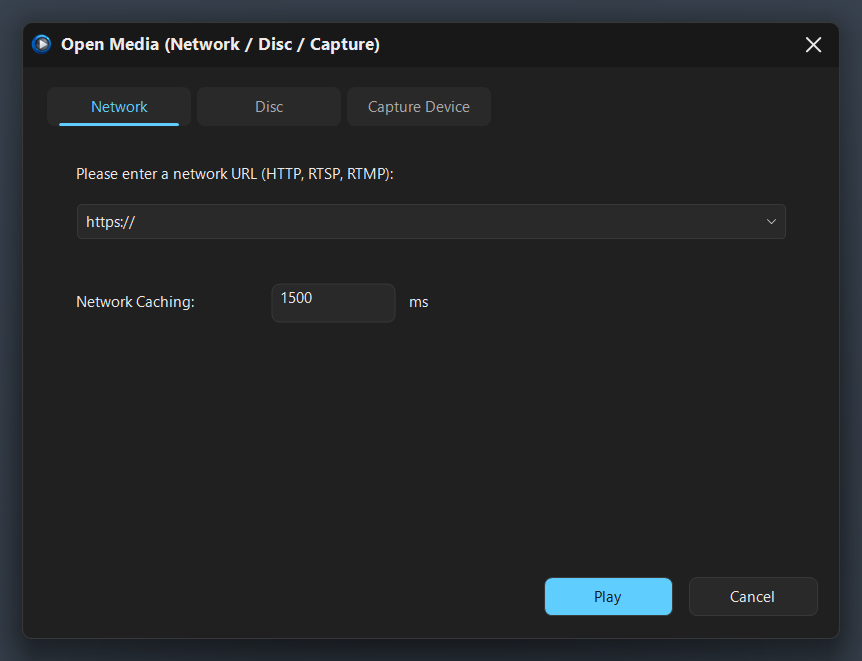 Open Media (Network / Disc / Capture)
Network
Disc
Capture Device
Please enter a network URL (HTTP, RTSP, RTMP):
https://
Network Caching:
1500
ms
Play
Cancel